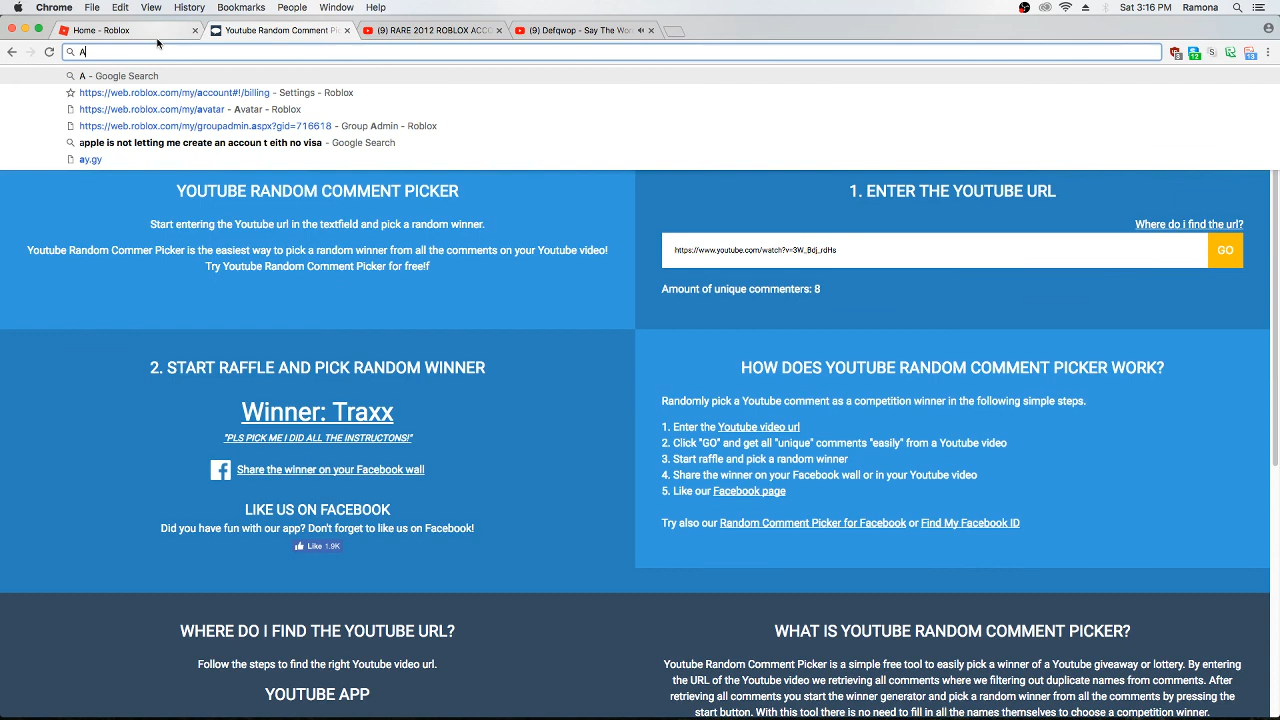 Chrome File Edit View History Bookmarks People Window Help Sat 3:16 PM Ramona
Home - Roblox Youtube Random Comment Pi (9) RARE 2012 ROBLOX ACCO (9) Defqwop - Say The Wor
A
A - Google Search
https://web.roblox.com/my/account#!/billing - Settings - Roblox
https://web.roblox.com/my/avatar - Avatar - Roblox
https://web.roblox.com/my/groupadmin.aspx?gid=716618 - Group Admin - Roblox
apple is not letting me create an accoun t eith no visa - Google Search
ay.gy
YOUTUBE RANDOM COMMENT PICKER
Start entering the Youtube url in the textfield and pick a random winner.
Youtube Random Commer Picker is the easiest way to pick a random winner from all the comments on your Youtube video!
Try Youtube Random Comment Picker for free!f
1. ENTER THE YOUTUBE URL
Where do i find the url?
https://www.youtube.com/watch?v=3W_Bdj_rdHs
GO
Amount of unique commenters: 8
2. START RAFFLE AND PICK RANDOM WINNER
Winner: Traxx
"PLS PICK ME I DID ALL THE INSTRUCTONS!"
Share the winner on your Facebook wall
LIKE US ON FACEBOOK
Did you have fun with our app? Don't forget to like us on Facebook!
Like 1.9K
HOW DOES YOUTUBE RANDOM COMMENT PICKER WORK?
Randomly pick a Youtube comment as a competition winner in the following simple steps.
1. Enter the Youtube video url
2. Click "GO" and get all "unique" comments "easily" from a Youtube video
3. Start raffle and pick a random winner
4. Share the winner on your Facebook wall or in your Youtube video
5. Like our Facebook page
Try also our Random Comment Picker for Facebook or Find My Facebook ID
WHERE DO I FIND THE YOUTUBE URL?
Follow the steps to find the right Youtube video url.
YOUTUBE APP
WHAT IS YOUTUBE RANDOM COMMENT PICKER?
Youtube Random Comment Picker is a simple free tool to easily pick a winner of a Youtube giveaway or lottery. By entering
the URL of the Youtube video we retrieving all comments where we filtering out duplicate names from comments. After
retrieving all comments you start the winner generator and pick a random winner from all the comments by pressing the
start button. With this tool there is no need to fill in all the names themselves to choose a competition winner.